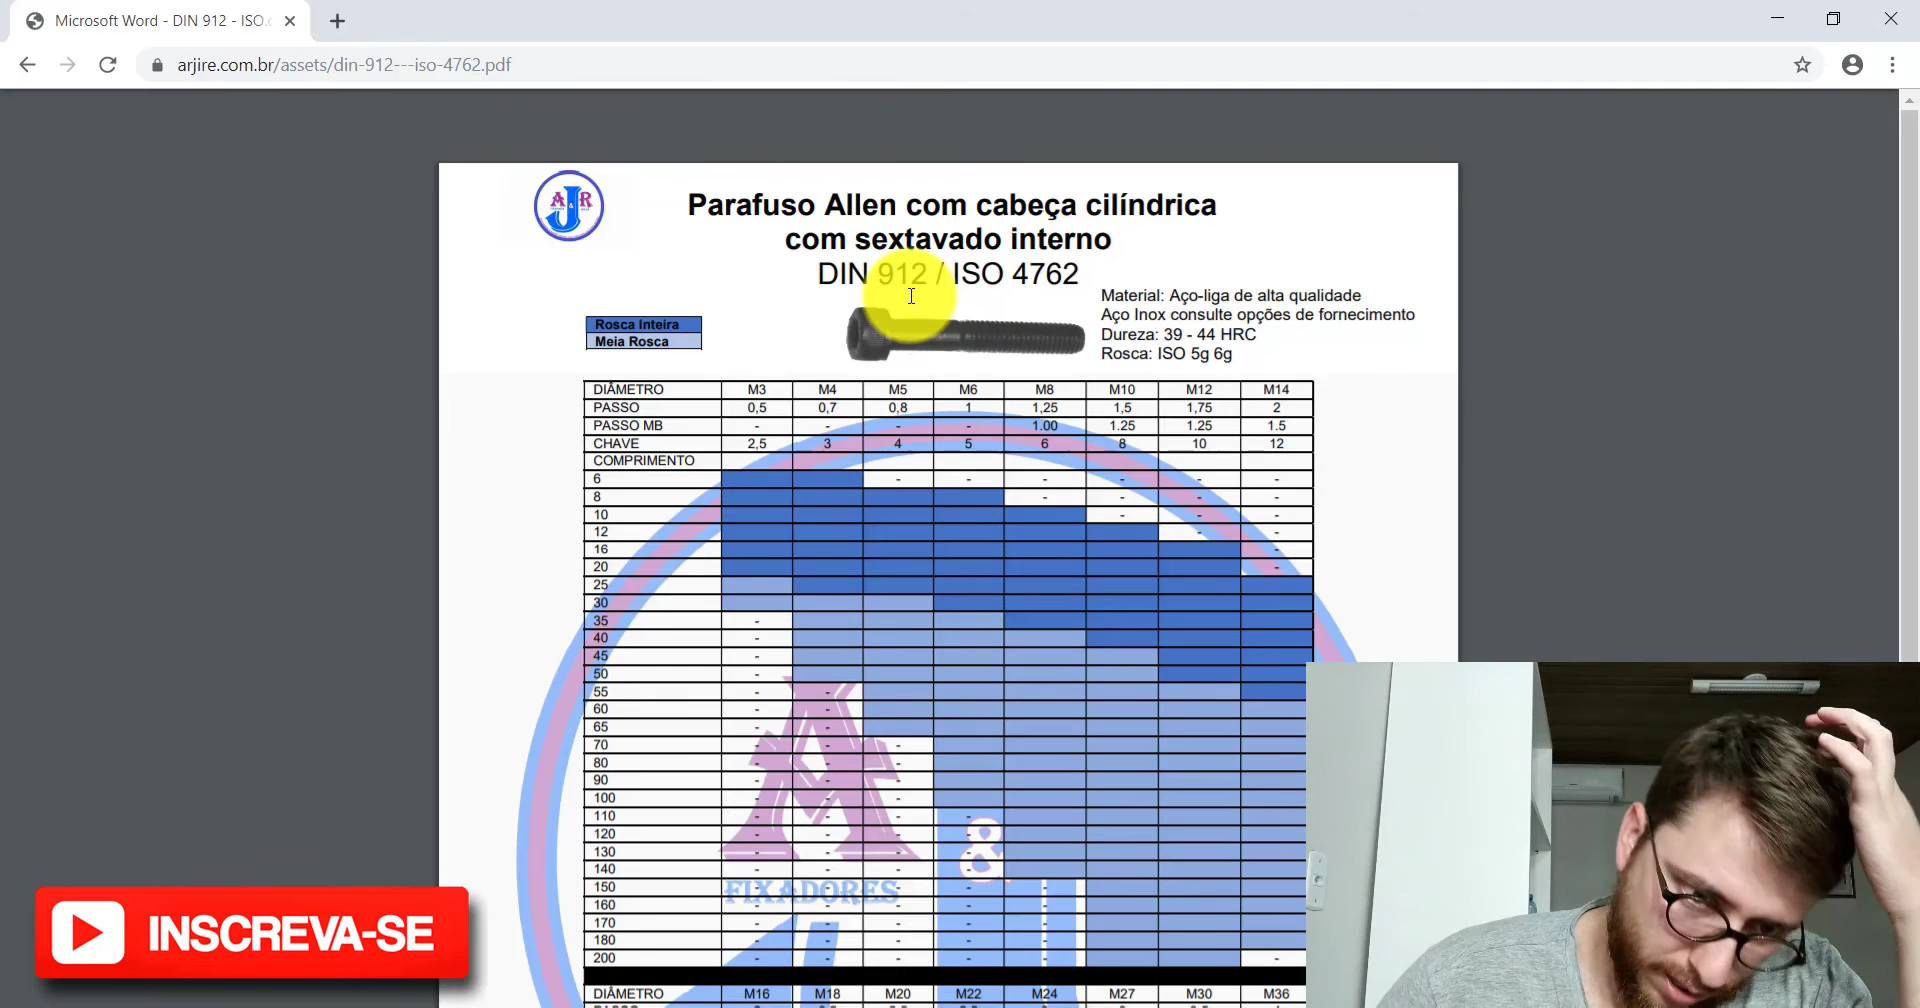 Microsoft Word - DIN 912 - ISO.
arjire.com.br/assets/din-912---iso-4762.pdf
A J & R
Parafuso Allen com cabeça cilíndrica
com sextavado interno
DIN 912 / ISO 4762
Material: Aço-liga de alta qualidade
Aço Inox consulte opções de fornecimento
Dureza: 39 - 44 HRC
Rosca: ISO 5g 6g
Rosca Inteira
Meia Rosca
DIÂMETRO M3 M4 M5 M6 M8 M10 M12 M14
PASSO 0,5 0,7 0,8 1 1,25 1,5 1,75 2
PASSO MB - - - - 1.00 1.25 1.25 1.5
CHAVE 2,5 3 4 5 6 8 10 12
COMPRIMENTO
6 - - - - - -
8 - - - -
10 - - -
12 - -
16 -
20 -
25
30
35 -
40 -
45 -
50 -
55 - -
60 - -
65 - -
70 - - -
80 - - -
90 - - -
100 - - -
110 - - - -
120 - - - -
130 - - - -
140 - - - -
150 - - - - -
160 - - - - -
170 - - - - -
180 - - - - -
200 - - - - - -
A &
FIXADORES
DIÂMETRO M16 M18 M20 M22 M24 M27 M30 M36
INSCREVA-SE